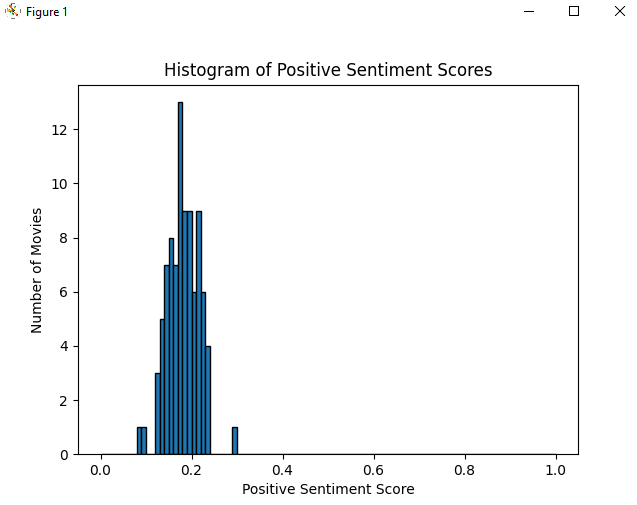 Figure 1
Histogram of Positive Sentiment Scores
12
10
8
6
4
2
0
Number of Movies
0.0 0.2 0.4 0.6 0.8 1.0
Positive Sentiment Score